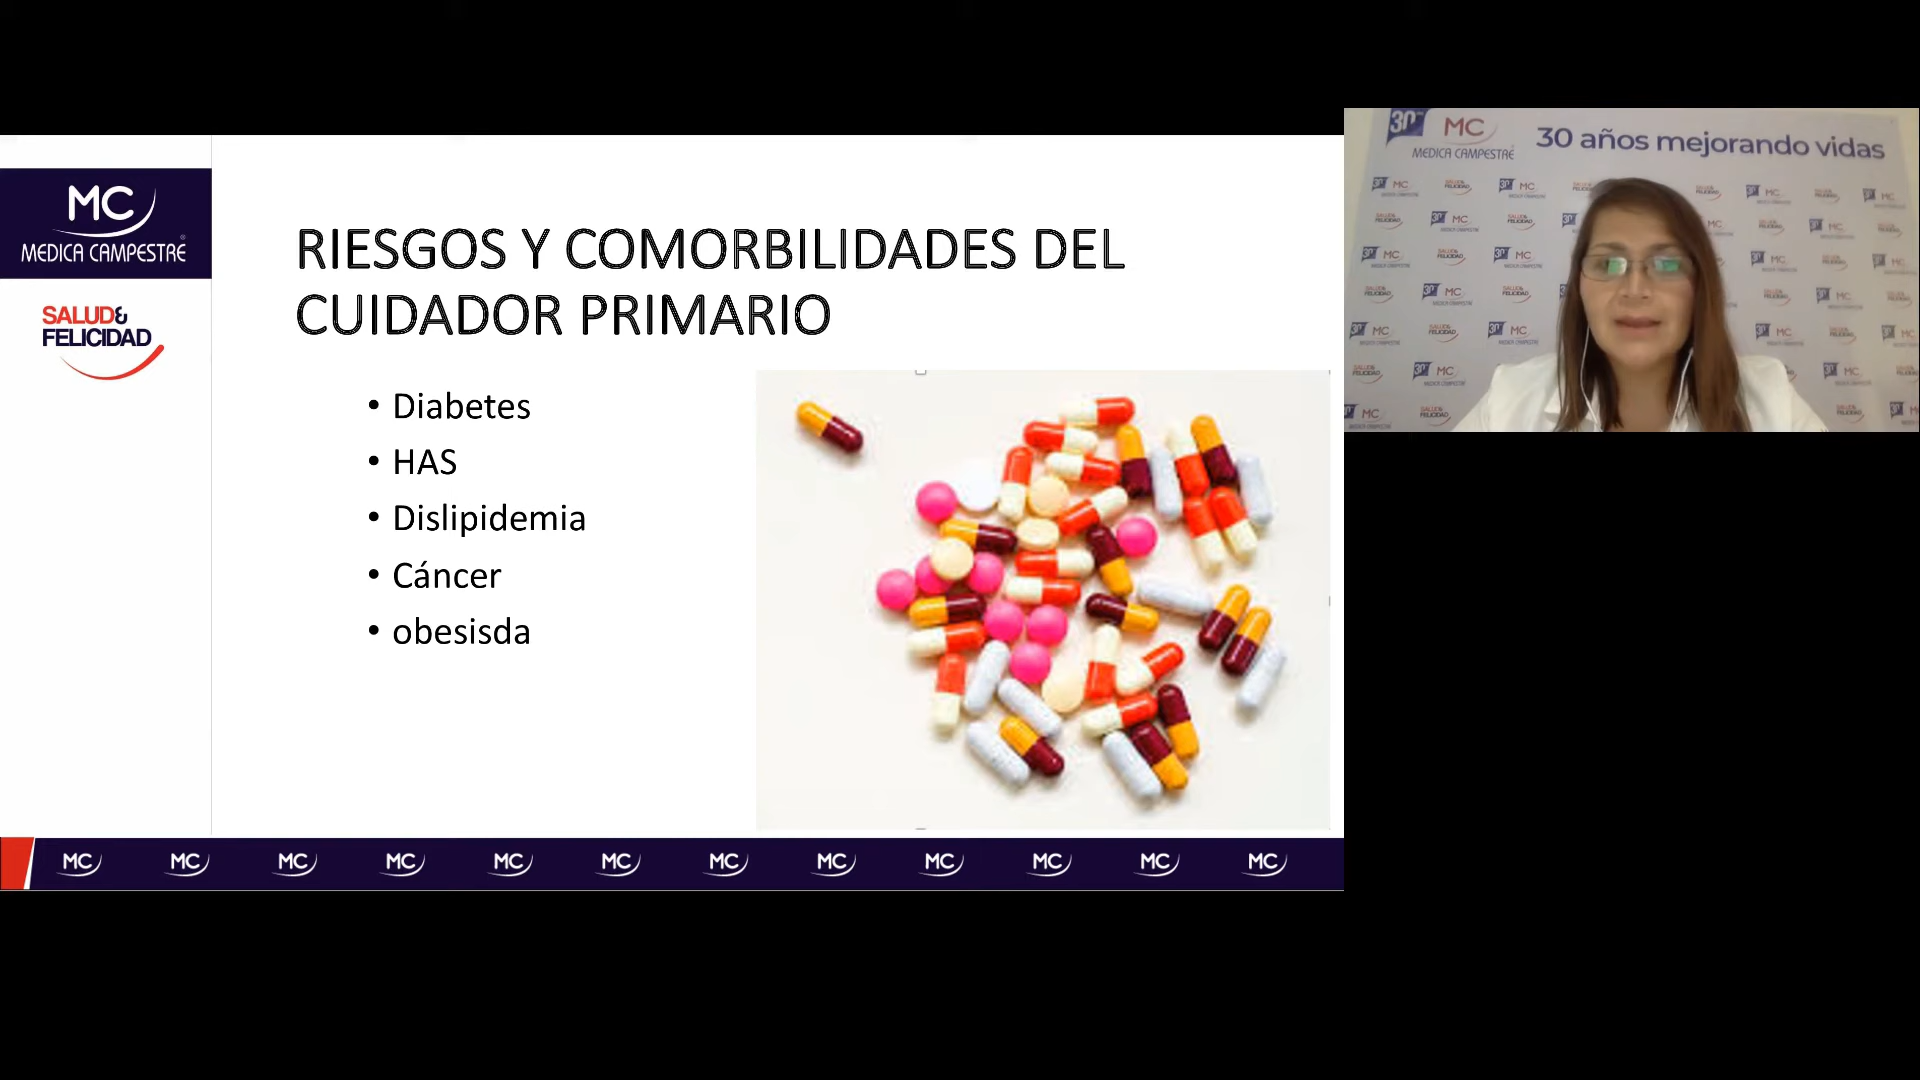 MC
MEDICA CAMPESTRE
SALUD&
FELICIDAD
RIESGOS Y COMORBILIDADES DEL
CUIDADOR PRIMARIO
• Diabetes
• HAS
• Dislipidemia
• Cáncer
• obesisda
MC MC MC MC MC MC MC MC MC MC MC MC
30
MC
MEDICA CAMPESTRE
30 años mejorando vidas